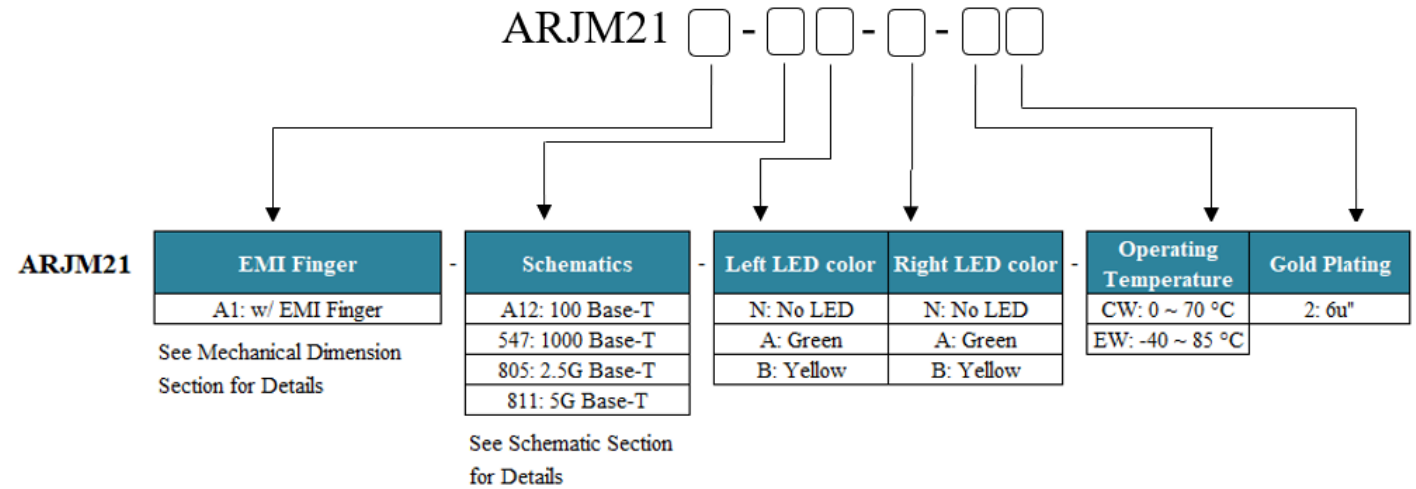 ARJM21 - - -
ARJM21
EMI Finger - Schematics - Left LED color Right LED color - Operating Temperature Gold Plating
A1: w/ EMI Finger A12: 100 Base-T N: No LED N: No LED CW: 0 ~ 70 °C 2: 6u"
547: 1000 Base-T A: Green A: Green EW: -40 ~ 85 °C
805: 2.5G Base-T B: Yellow B: Yellow
811: 5G Base-T
See Mechanical Dimension
Section for Details
See Schematic Section
for Details